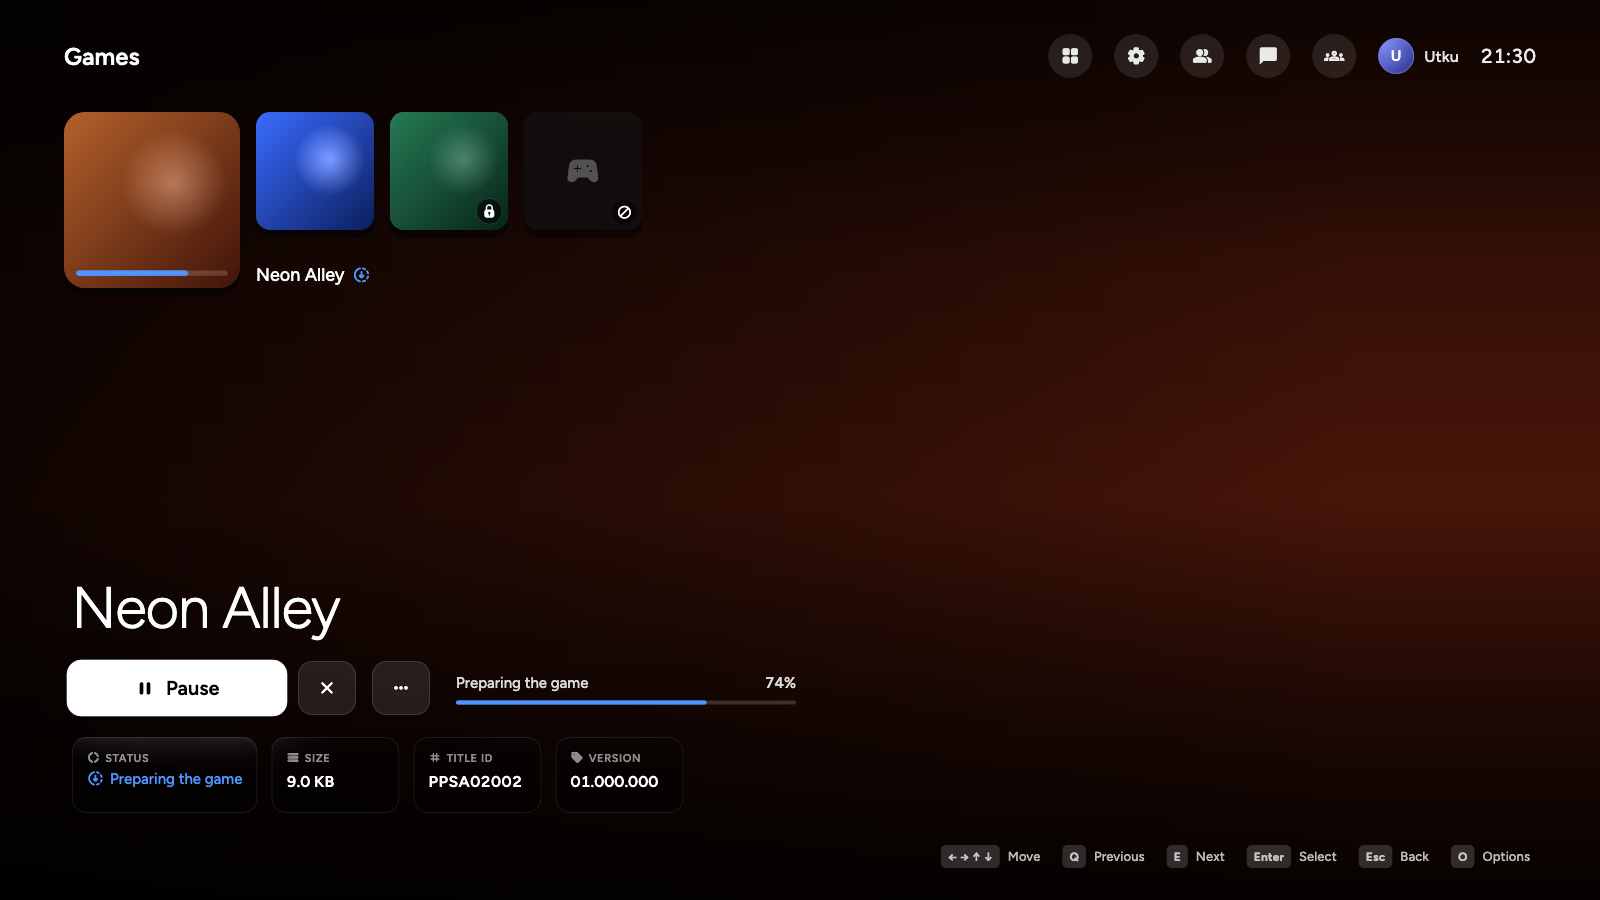 Games
U Utku 21:30
Neon Alley
Neon Alley
Pause
Preparing the game 74%
STATUS
Preparing the game
SIZE
9.0 KB
TITLE ID
PPSA02002
VERSION
01.000.000
←→↑↓ Move Q Previous E Next Enter Select Esc Back O Options